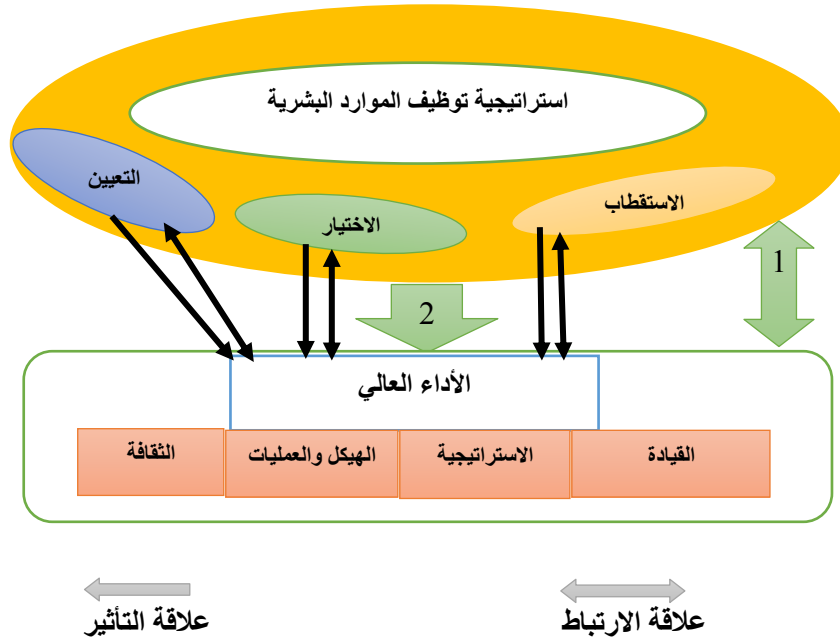 استراتيجية توظيف الموارد البشرية
الاستقطاب
الاختيار
التعيين
1
2
الأداء العالي
القيادة
الاستراتيجية
الهيكل والعمليات
الثقافة
علاقة الارتباط
علاقة التأثير